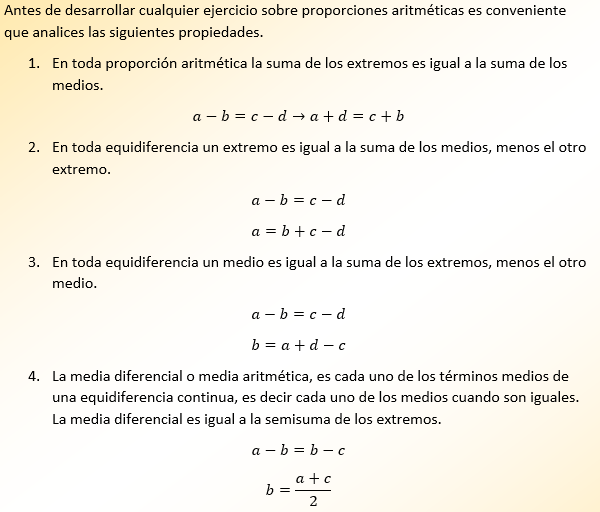 Antes de desarrollar cualquier ejercicio sobre proporciones aritméticas es conveniente
que analices las siguientes propiedades.
1. En toda proporción aritmética la suma de los extremos es igual a la suma de los
medios.
a − b = c − d → a + d = c + b
2. En toda equidiferencia un extremo es igual a la suma de los medios, menos el otro
extremo.
a − b = c − d
a = b + c − d
3. En toda equidiferencia un medio es igual a la suma de los extremos, menos el otro
medio.
a − b = c − d
b = a + d − c
4. La media diferencial o media aritmética, es cada uno de los términos medios de
una equidiferencia continua, es decir cada uno de los medios cuando son iguales.
La media diferencial es igual a la semisuma de los extremos.
a − b = b − c
b = (a + c)/2